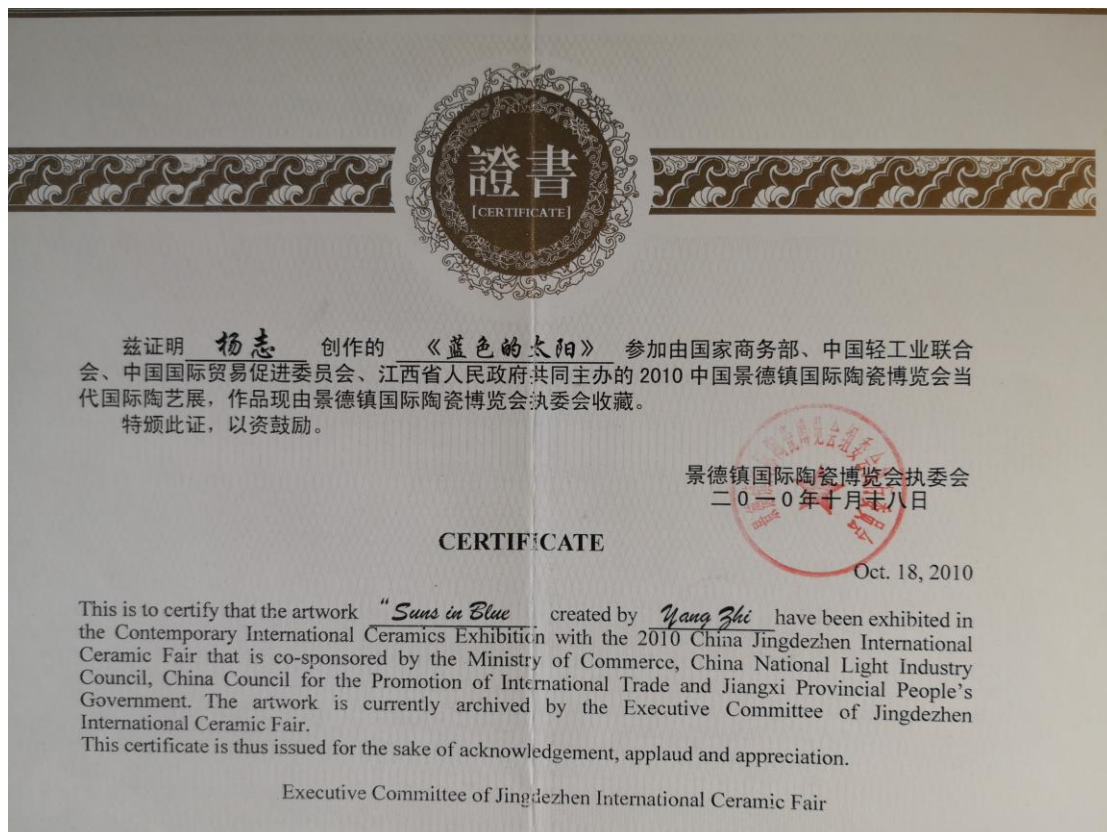 證書
[CERTIFICATE]
兹证明 杨志 创作的 《蓝色的太阳》 参加由国家商务部、中国轻工业联合
会、中国国际贸易促进委员会、江西省人民政府共同主办的 2010 中国景德镇国际陶瓷博览会当
代国际陶艺展，作品现由景德镇国际陶瓷博览会执委会收藏。
特颁此证，以资鼓励。
景德镇国际陶瓷博览会执委会
二０一０年十月十八日
CERTIFICATE
Oct. 18, 2010
This is to certify that the artwork "Suns in Blue created by Yang Zhi have been exhibited in
the Contemporary International Ceramics Exhibition with the 2010 China Jingdezhen International
Ceramic Fair that is co-sponsored by the Ministry of Commerce, China National Light Industry
Council, China Council for the Promotion of International Trade and Jiangxi Provincial People's
Government. The artwork is currently archived by the Executive Committee of Jingdezhen
International Ceramic Fair.
This certificate is thus issued for the sake of acknowledgement, applaud and appreciation.
Executive Committee of Jingdezhen International Ceramic Fair